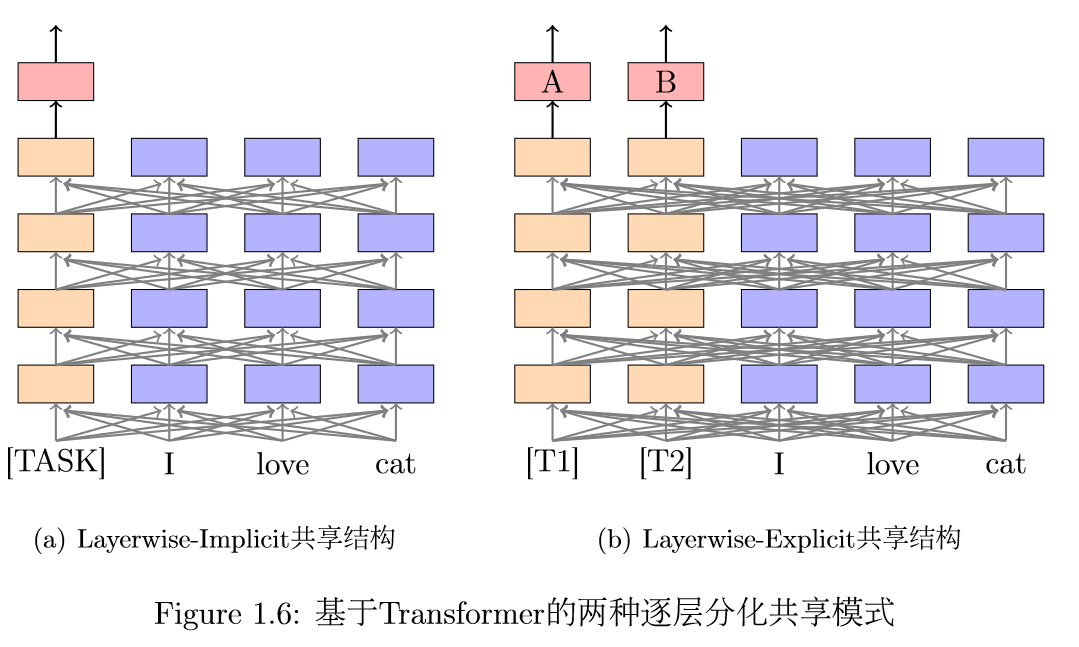 A B
[TASK] I love cat
[T1] [T2] I love cat
(a) Layerwise-Implicit共享结构
(b) Layerwise-Explicit共享结构
Figure 1.6: 基于Transformer的两种逐层分化共享模式